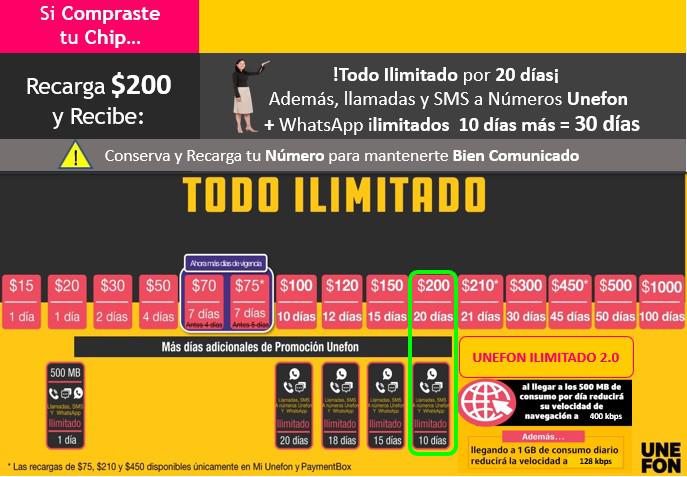 Si Compraste
tu Chip...
Recarga $200
y Recibe:
!Todo Ilimitado por 20 días¡
Además, llamadas y SMS a Números Unefon
+ WhatsApp ilimitados 10 días más = 30 días
Conserva y Recarga tu Número para mantenerte Bien Comunicado
TODO ILIMITADO
Ahora más días de vigencia
$15 $20 $30 $50 $70 $75* $100 $120 $150 $200 $210* $300 $450* $500 $1000
1 día 1 día 2 días 4 días 7 días 7 días 10 días 12 días 15 días 20 días 21 días 30 días 45 días 50 días 100 días
Antes 4 días Antes 5 días
Más días adicionales de Promoción Unefon
500 MB
Llamadas, SMS
Y WhatsApp
Ilimitado
1 día
Llamadas, SMS
A números Unefon
Y WhatsApp
Ilimitado
20 días
Llamadas, SMS
A números Unefon
Y WhatsApp
Ilimitado
18 días
Llamadas, SMS
A números Unefon
Y WhatsApp
Ilimitado
15 días
Llamadas, SMS
A números Unefon
Y WhatsApp
Ilimitado
10 días
UNEFON ILIMITADO 2.0
al llegar a los 500 MB de
consumo por día reducirá
su velocidad de
navegación a 400 kbps
Además...
llegando a 1 GB de consumo diario
reducirá la velocidad a 128 kbps
UNE
FON
* Las recargas de $75, $210 y $450 disponibles únicamente en Mi Unefon y PaymentBox